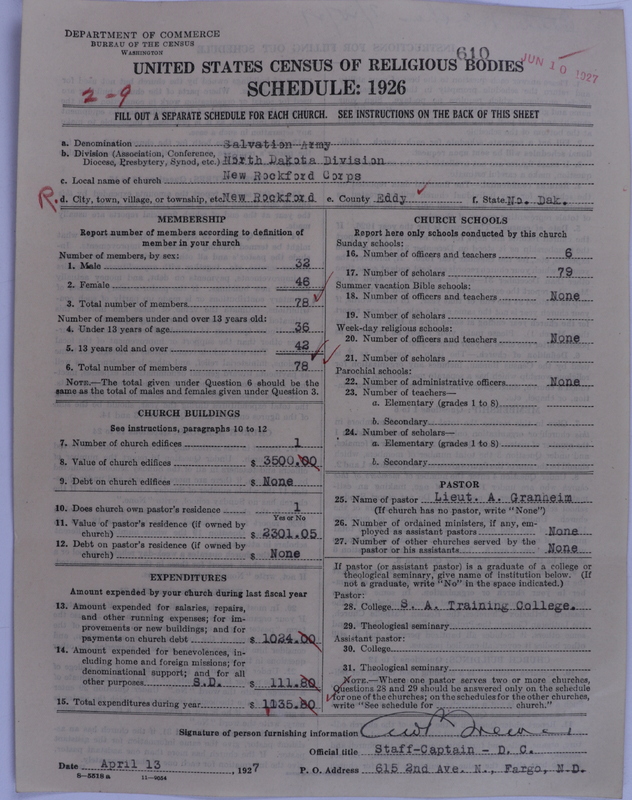 DEPARTMENT OF COMMERCE
BUREAU OF THE CENSUS
WASHINGTON
610
JUN 10 1927
UNITED STATES CENSUS OF RELIGIOUS BODIES
2-9
SCHEDULE: 1926
FILL OUT A SEPARATE SCHEDULE FOR EACH CHURCH. SEE INSTRUCTIONS ON THE BACK OF THIS SHEET
a. Denomination Salvation Army
b. Division (Association, Conference, Diocese, Presbytery, Synod, etc.) North Dakota Division
c. Local name of church New Rockford Corps
R. d. City, town, village, or township, etc. New Rockford e. County Eddy f. State No. Dak.
MEMBERSHIP
Report number of members according to definition of
member in your church
Number of members, by sex:
1. Male 32
2. Female 46
3. Total number of members 78
Number of members under and over 13 years old:
4. Under 13 years of age 36
5. 13 years old and over 42
6. Total number of members 78
NOTE.—The total given under Question 6 should be the
same as the total of males and females given under Question 3.
CHURCH BUILDINGS
See instructions, paragraphs 10 to 12
7. Number of church edifices 1
8. Value of church edifices $ 3500.00
9. Debt on church edifices $ None
10. Does church own pastor's residence 1
Yes or No
11. Value of pastor's residence (if owned by
church) $ 2301.05
12. Debt on pastor's residence (if owned by
church) $ None
EXPENDITURES
Amount expended by your church during last fiscal year
13. Amount expended for salaries, repairs,
and other running expenses; for im-
provements or new buildings; and for
payments on church debt $ 1024.00
14. Amount expended for benevolences, in-
cluding home and foreign missions; for
denominational support; and for all
other purposes S.D. $ 111.80
15. Total expenditures during year $ 1135.80
CHURCH SCHOOLS
Report here only schools conducted by this church
Sunday schools:
16. Number of officers and teachers 6
17. Number of scholars 79
Summer vacation Bible schools:
18. Number of officers and teachers None
19. Number of scholars
Week-day religious schools:
20. Number of officers and teachers None
21. Number of scholars
Parochial schools:
22. Number of administrative officers None
23. Number of teachers—
a. Elementary (grades 1 to 8)
b. Secondary
24. Number of scholars—
a. Elementary (grades 1 to 8)
b. Secondary
PASTOR
25. Name of pastor Lieut. A. Granheim
(If church has no pastor, write "None")
26. Number of ordained ministers, if any, em-
ployed as assistant pastors None
27. Number of other churches served by the
pastor or his assistants None
If pastor (or assistant pastor) is a graduate of a college or
theological seminary, give name of institution below. (If
not a graduate, write "No" in the space indicated.)
Pastor:
28. College S. A. Training College.
29. Theological seminary
Assistant pastor:
30. College
31. Theological seminary
NOTE.—Where one pastor serves two or more churches,
Questions 28 and 29 should be answered only on the schedule
for one of the churches; on the schedules for the other churches,
write "See schedule for church."
Signature of person furnishing information
Official title Staff-Captain - D. C.
Date April 13, 1927 P. O. Address 615 2nd Ave. N., Fargo, N.D.
8-5518a 11-9054